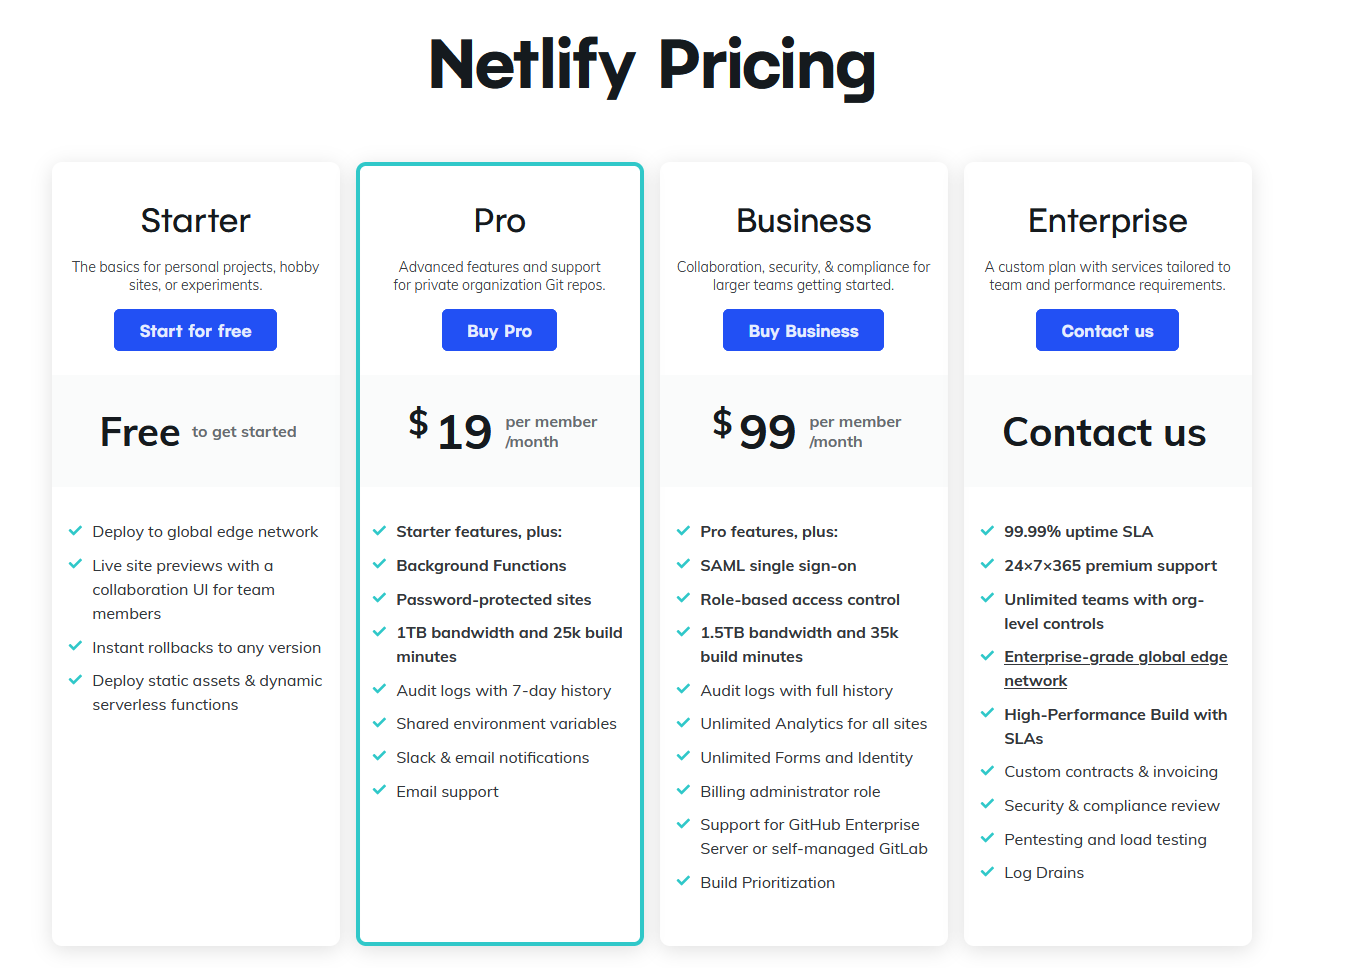 Netlify Pricing
Starter
The basics for personal projects, hobby
sites, or experiments.
Start for free
Free to get started
Deploy to global edge network
Live site previews with a
collaboration UI for team
members
Instant rollbacks to any version
Deploy static assets & dynamic
serverless functions
Pro
Advanced features and support
for private organization Git repos.
Buy Pro
$ 19 per member
/month
Starter features, plus:
Background Functions
Password-protected sites
1TB bandwidth and 25k build
minutes
Audit logs with 7-day history
Shared environment variables
Slack & email notifications
Email support
Business
Collaboration, security, & compliance for
larger teams getting started.
Buy Business
$ 99 per member
/month
Pro features, plus:
SAML single sign-on
Role-based access control
1.5TB bandwidth and 35k
build minutes
Audit logs with full history
Unlimited Analytics for all sites
Unlimited Forms and Identity
Billing administrator role
Support for GitHub Enterprise
Server or self-managed GitLab
Build Prioritization
Enterprise
A custom plan with services tailored to
team and performance requirements.
Contact us
Contact us
99.99% uptime SLA
24×7×365 premium support
Unlimited teams with org-
level controls
Enterprise-grade global edge
network
High-Performance Build with
SLAs
Custom contracts & invoicing
Security & compliance review
Pentesting and load testing
Log Drains